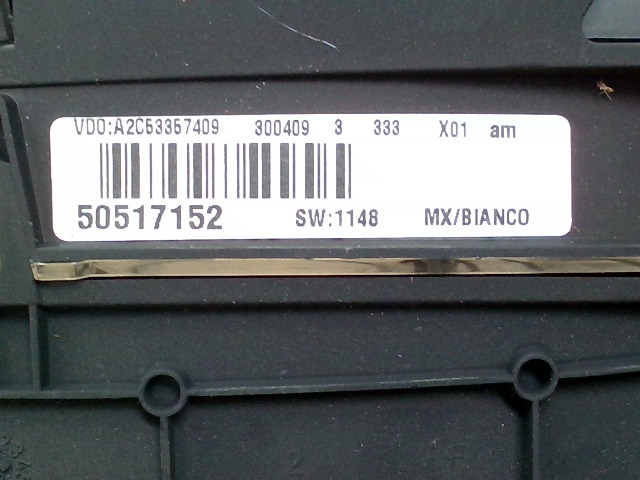 VDO:A2C53357409 300409 3 333 X01 am
50517152 SW:1148 MX/BIANCO